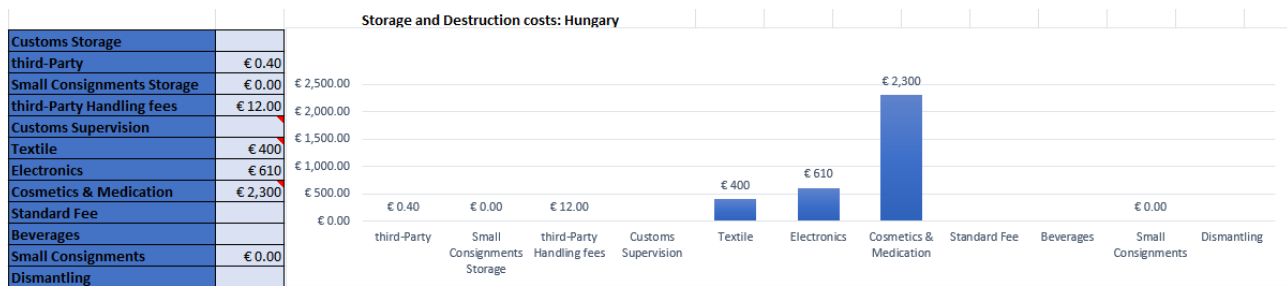 Storage and Destruction costs: Hungary
Customs Storage
third-Party € 0.40
Small Consignments Storage € 0.00
third-Party Handling fees € 12.00
Customs Supervision
Textile € 400
Electronics € 610
Cosmetics & Medication € 2,300
Standard Fee
Beverages
Small Consignments € 0.00
Dismantling
€ 2,500.00
€ 2,000.00
€ 1,500.00
€ 1,000.00
€ 500.00
€ 0.00
€ 0.40
€ 0.00
€ 12.00
€ 400
€ 610
€ 2,300
€ 0.00
third-Party
Small
Consignments
Storage
third-Party
Handling fees
Customs
Supervision
Textile
Electronics
Cosmetics &
Medication
Standard Fee
Beverages
Small
Consignments
Dismantling